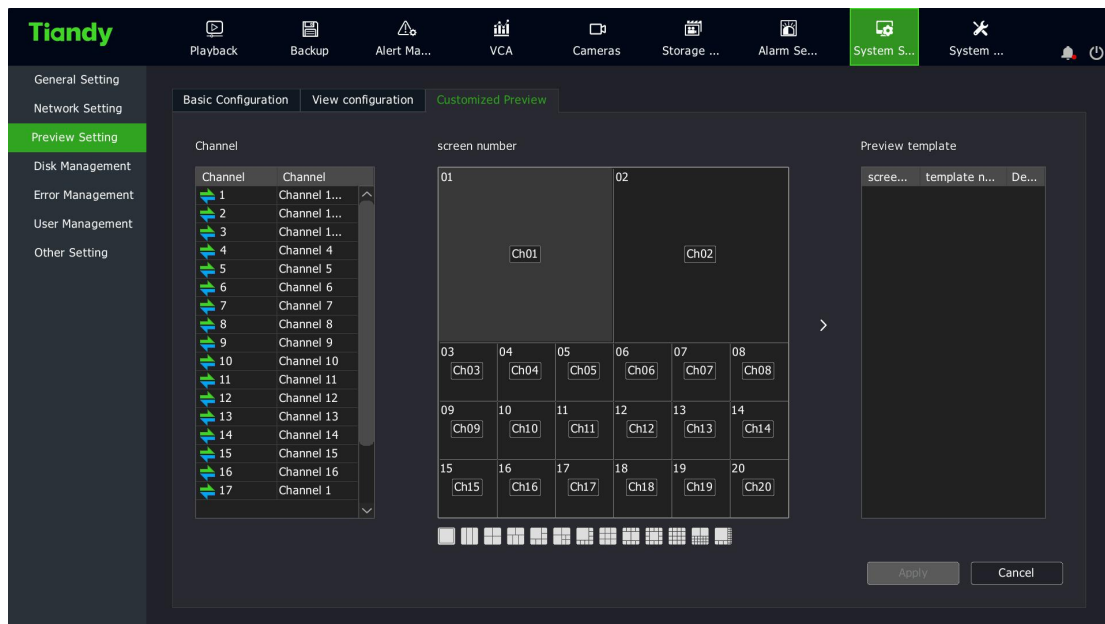 Tiandy
Playback Backup Alert Ma... VCA Cameras Storage ... Alarm Se... System S... System ...
General Setting
Network Setting
Preview Setting
Disk Management
Error Management
User Management
Other Setting
Basic Configuration View configuration Customized Preview
Channel screen number Preview template
Channel Channel
1 Channel 1...
2 Channel 1...
3 Channel 1...
4 Channel 4
5 Channel 5
6 Channel 6
7 Channel 7
8 Channel 8
9 Channel 9
10 Channel 10
11 Channel 11
12 Channel 12
13 Channel 13
14 Channel 14
15 Channel 15
16 Channel 16
17 Channel 1
01 02
Ch01 Ch02
03 04 05 06 07 08
Ch03 Ch04 Ch05 Ch06 Ch07 Ch08
09 10 11 12 13 14
Ch09 Ch10 Ch11 Ch12 Ch13 Ch14
15 16 17 18 19 20
Ch15 Ch16 Ch17 Ch18 Ch19 Ch20
scree... template n... De...
Apply Cancel